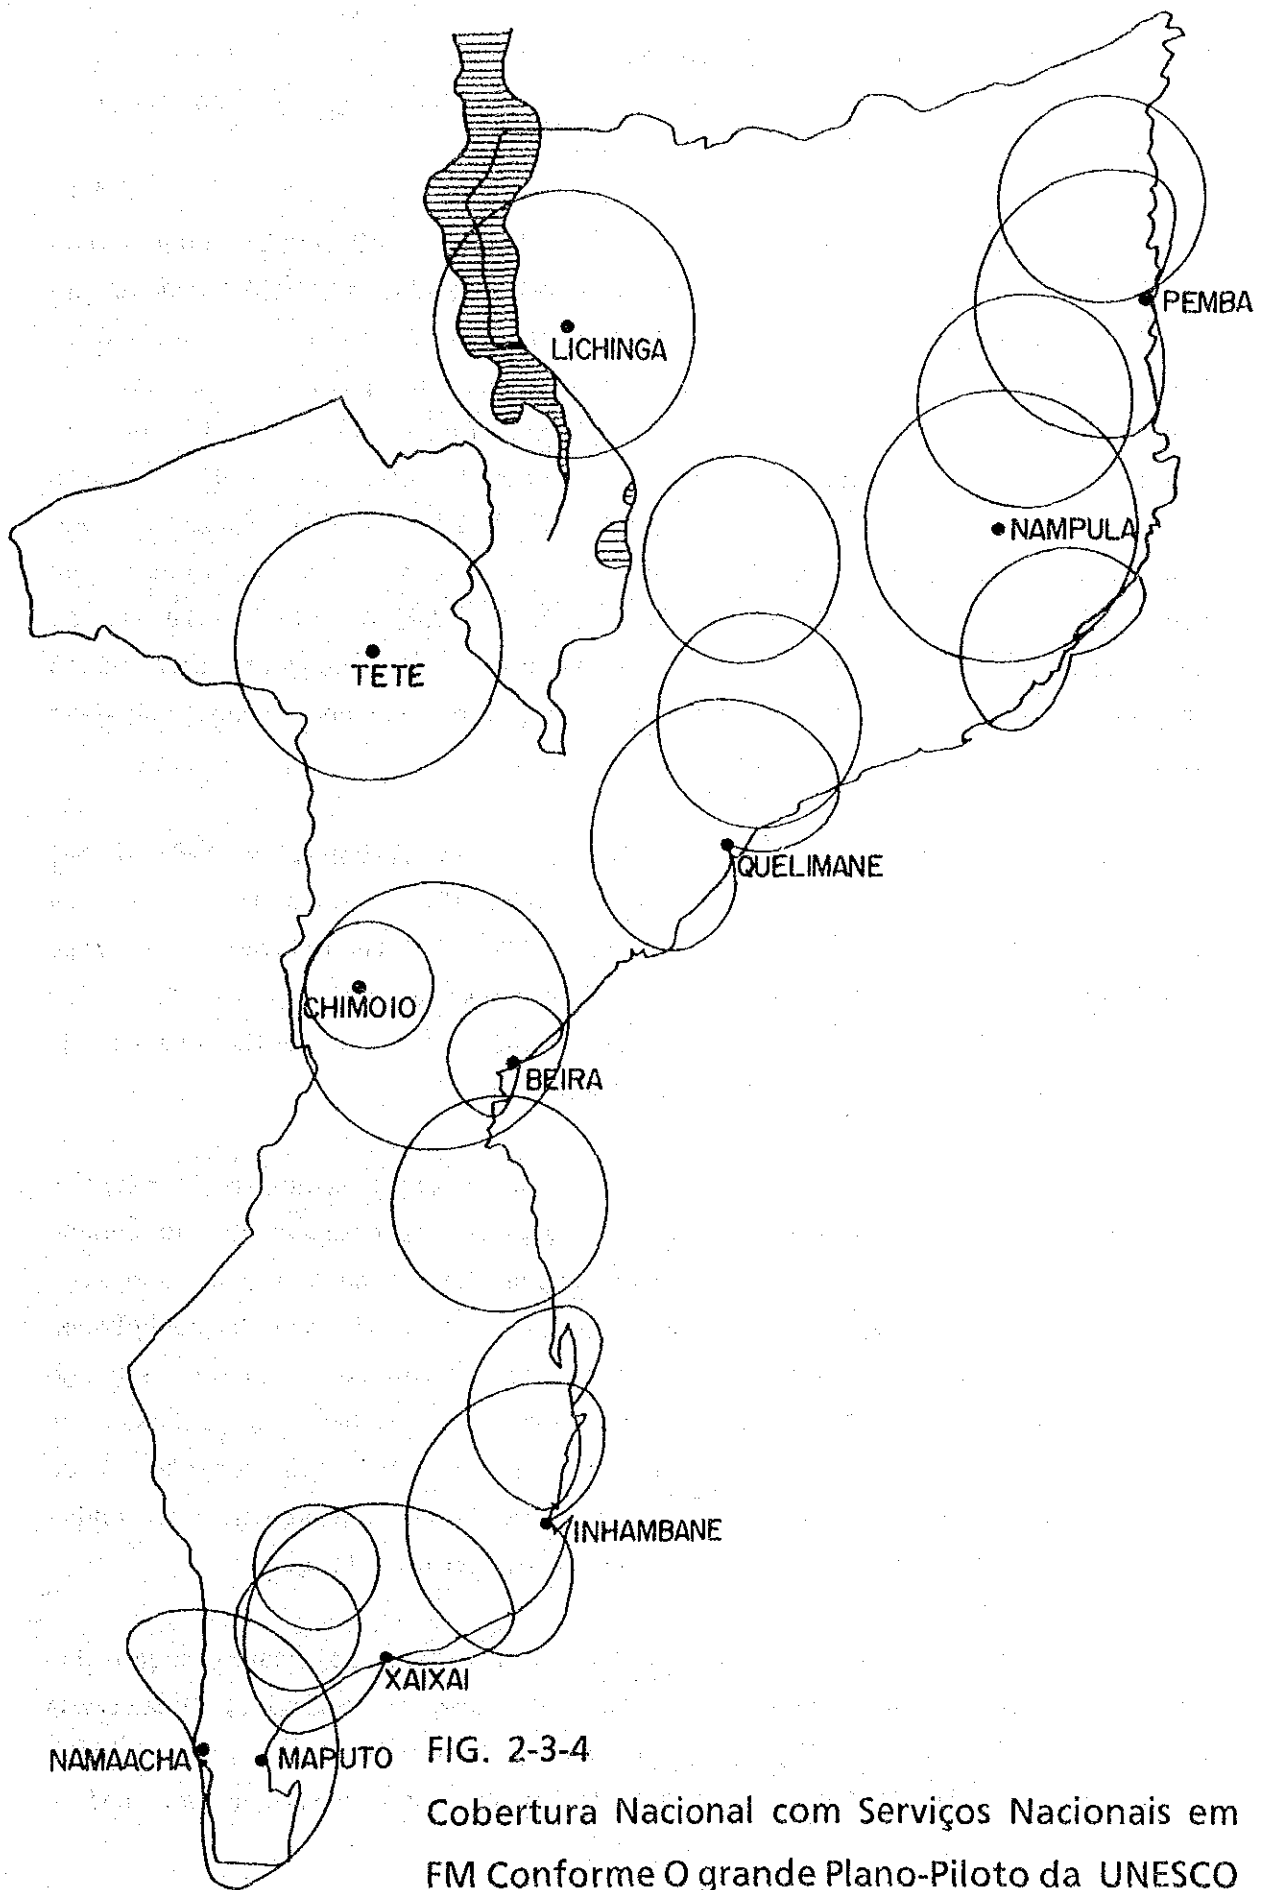 PEMBA
LICHINGA
NAMPULA
TETE
QUELIMANE
CHIMOIO
BEIRA
INHAMBANE
XAIXAI
NAMAACHA
MAPUTO
FIG. 2-3-4
Cobertura Nacional com Serviços Nacionais em
FM Conforme O grande Plano-Piloto da UNESCO